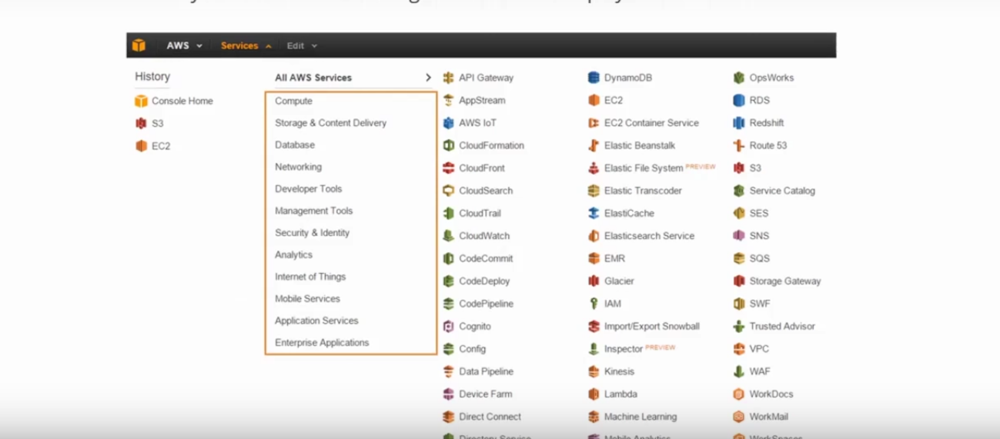 AWS Services Edit
History
Console Home
S3
EC2
All AWS Services
Compute
Storage & Content Delivery
Database
Networking
Developer Tools
Management Tools
Security & Identity
Analytics
Internet of Things
Mobile Services
Application Services
Enterprise Applications
API Gateway
AppStream
AWS IoT
CloudFormation
CloudFront
CloudSearch
CloudTrail
CloudWatch
CodeCommit
CodeDeploy
CodePipeline
Cognito
Config
Data Pipeline
Device Farm
Direct Connect
Directory Service
DynamoDB
EC2
EC2 Container Service
Elastic Beanstalk
Elastic File System PREVIEW
Elastic Transcoder
ElastiCache
Elasticsearch Service
EMR
Glacier
IAM
Import/Export Snowball
Inspector PREVIEW
Kinesis
Lambda
Machine Learning
Mobile Analytics
OpsWorks
RDS
Redshift
Route 53
S3
Service Catalog
SES
SNS
SQS
Storage Gateway
SWF
Trusted Advisor
VPC
WAF
WorkDocs
WorkMail
WorkSpaces